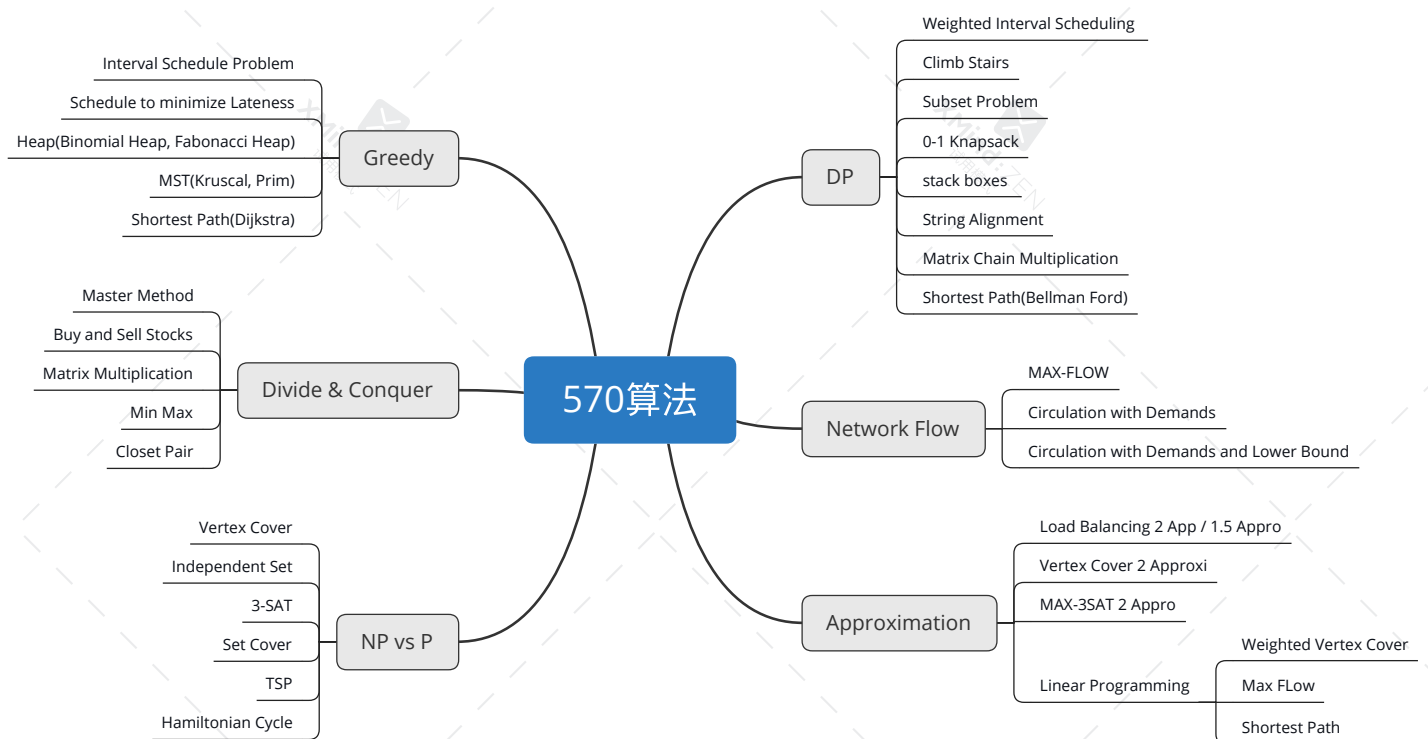 570算法
Greedy
Interval Schedule Problem
Schedule to minimize Lateness
Heap(Binomial Heap, Fabonacci Heap)
MST(Kruscal, Prim)
Shortest Path(Dijkstra)
Divide & Conquer
Master Method
Buy and Sell Stocks
Matrix Multiplication
Min Max
Closet Pair
NP vs P
Vertex Cover
Independent Set
3-SAT
Set Cover
TSP
Hamiltonian Cycle
DP
Weighted Interval Scheduling
Climb Stairs
Subset Problem
0-1 Knapsack
stack boxes
String Alignment
Matrix Chain Multiplication
Shortest Path(Bellman Ford)
Network Flow
MAX-FLOW
Circulation with Demands
Circulation with Demands and Lower Bound
Approximation
Load Balancing 2 App / 1.5 Appro
Vertex Cover 2 Approxi
MAX-3SAT 2 Appro
Linear Programming
Weighted Vertex Cover
Max FLow
Shortest Path